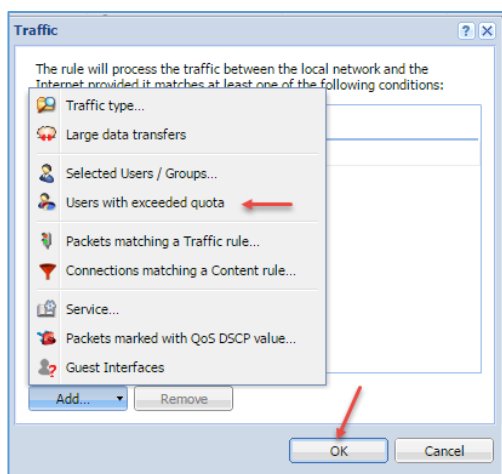 Traffic
The rule will process the traffic between the local network and the
Internet provided it matches at least one of the following conditions:
Traffic type...
Large data transfers
Selected Users / Groups...
Users with exceeded quota
Packets matching a Traffic rule...
Connections matching a Content rule...
Service...
Packets marked with QoS DSCP value...
Guest Interfaces
Add... Remove
OK Cancel